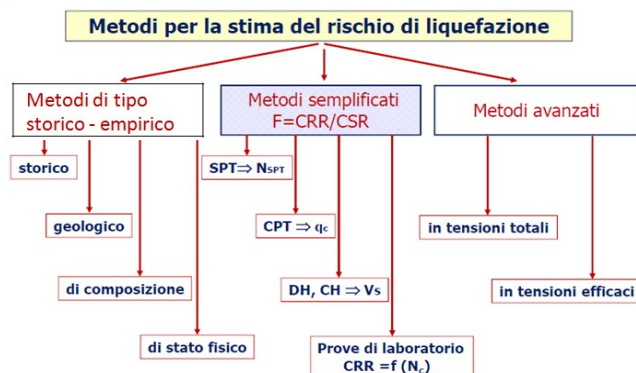 Metodi per la stima del rischio di liquefazione
Metodi di tipo
storico - empirico
Metodi semplificati
F=CRR/CSR
Metodi avanzati
storico
SPT⇒ NSPT
geologico
CPT ⇒ qc
in tensioni totali
di composizione
DH, CH ⇒ VS
in tensioni efficaci
di stato fisico
Prove di laboratorio
CRR =f (Nc)